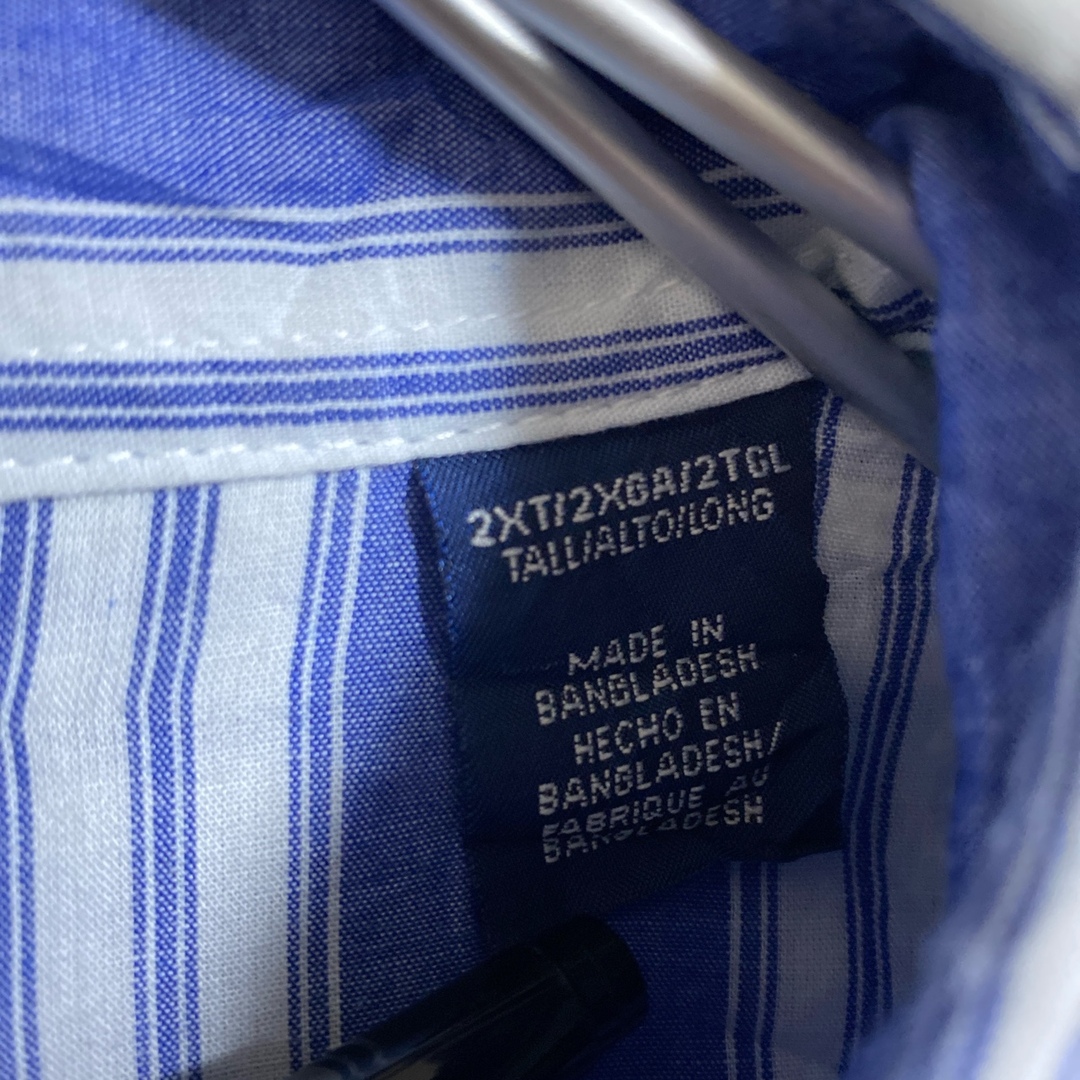 2XT/2XGA/2TGL
TALL/ALTO/LONG
MADE IN
BANGLADESH
HECHO EN
BANGLADESH/
FABRIQUE AU
BANGLADESH